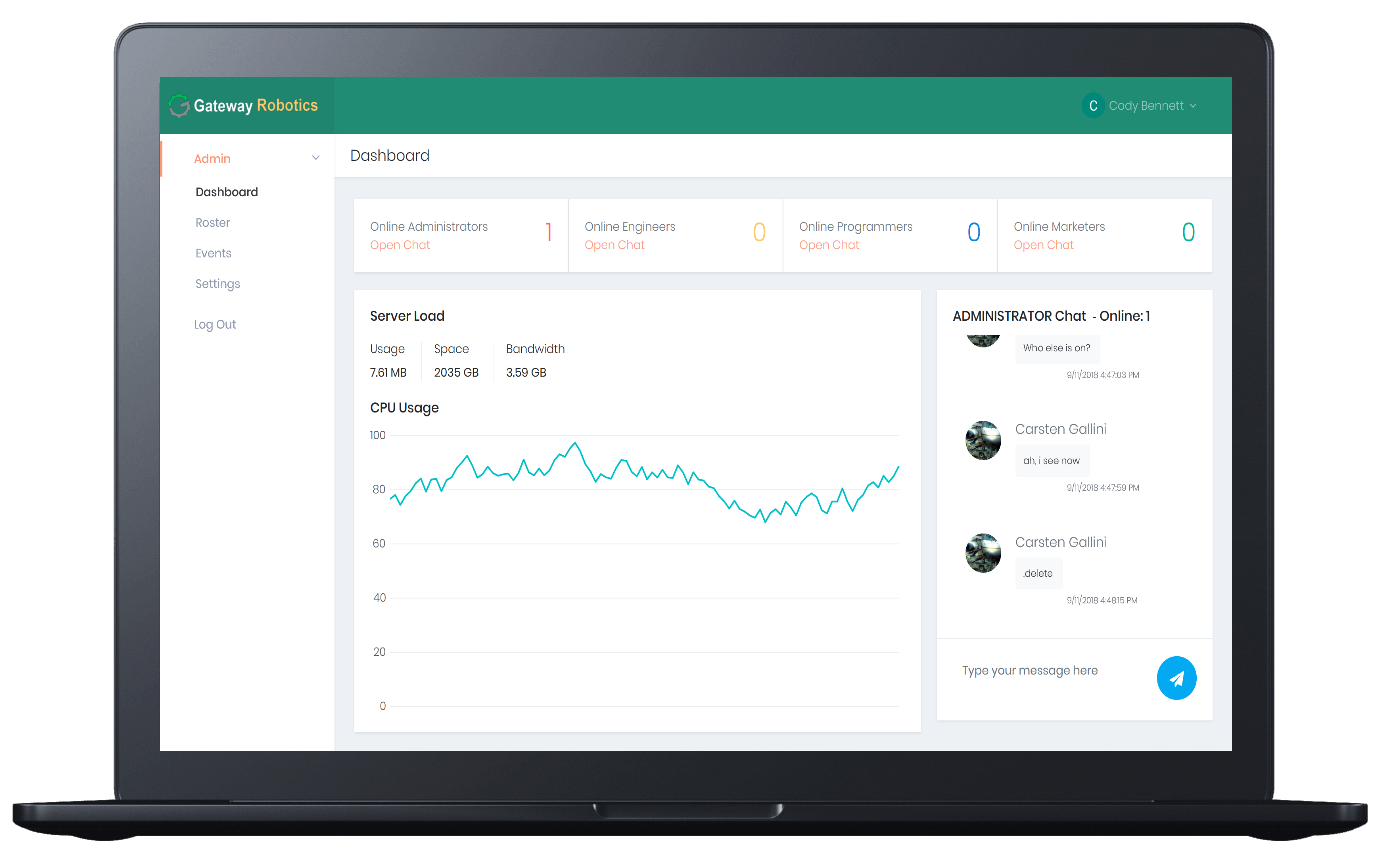 Gateway Robotics
C Cody Bennett
Admin
Dashboard
Roster
Events
Settings
Log Out
Dashboard
Online Administrators 1
Open Chat
Online Engineers 0
Open Chat
Online Programmers 0
Open Chat
Online Marketers 0
Open Chat
Server Load
Usage Space Bandwidth
7.61 MB 2035 GB 3.59 GB
CPU Usage
100
80
60
40
20
0
ADMINISTRATOR Chat - Online: 1
Who else is on?
9/11/2018 4:47:03 PM
Carsten Gallini
ah, i see now
9/11/2018 4:47:59 PM
Carsten Gallini
.delete
9/11/2018 4:48:15 PM
Type your message here